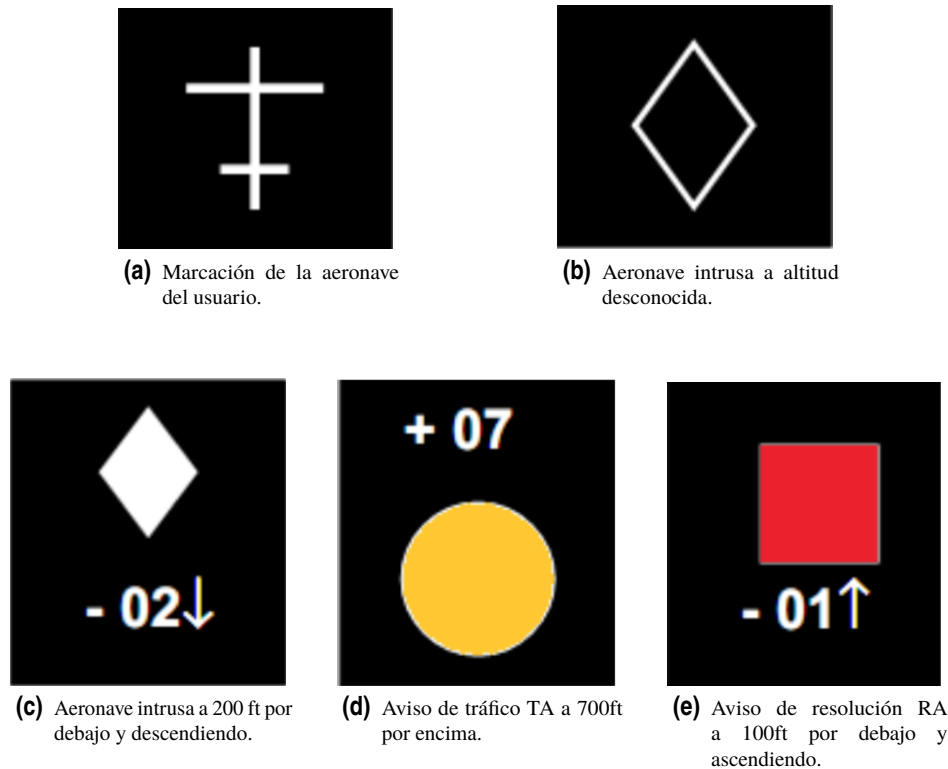 (a) Marcación de la aeronave
del usuario.
(b) Aeronave intrusa a altitud
desconocida.
- 02↓
+ 07
- 01↑
(c) Aeronave intrusa a 200 ft por
debajo y descendiendo.
(d) Aviso de tráfico TA a 700ft
por encima.
(e) Aviso de resolución RA
a 100ft por debajo y
ascendiendo.